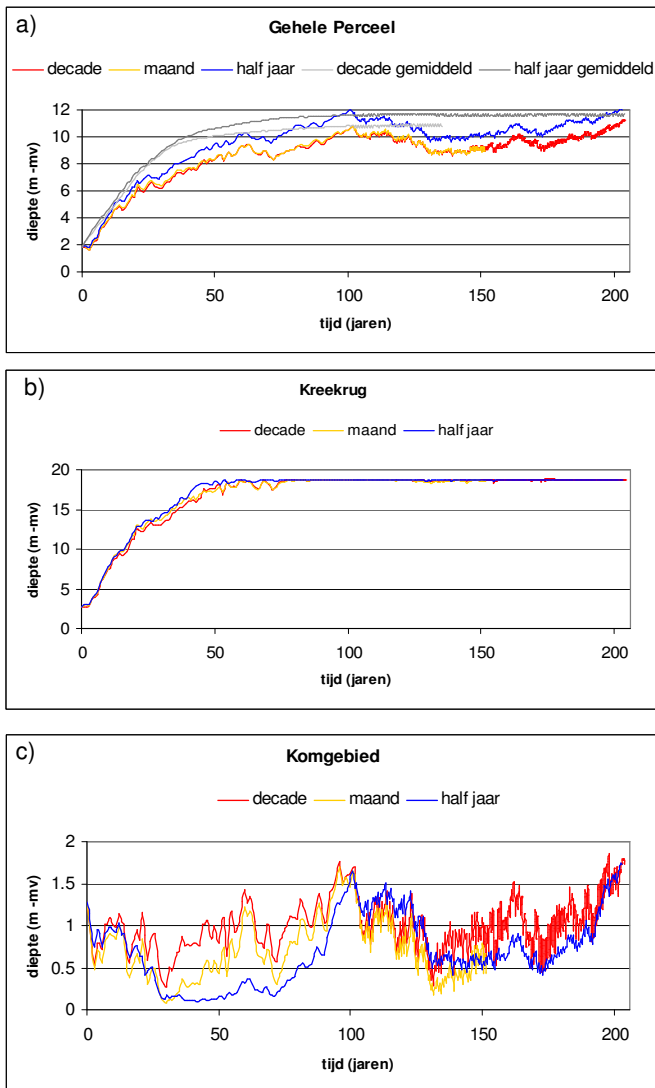 a)
Gehele Perceel
decade maand half jaar decade gemiddeld half jaar gemiddeld
diepte (m -mv)
12
10
8
6
4
2
0
0 50 100 150 200
tijd (jaren)
b)
Kreekrug
decade maand half jaar
diepte (m -mv)
20
15
10
5
0
0 50 100 150 200
tijd (jaren)
c)
Komgebied
decade maand half jaar
diepte (m -mv)
2
1.5
1
0.5
0
0 50 100 150 200
tijd (jaren)